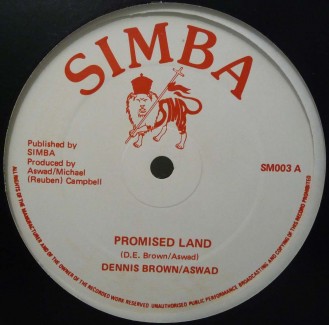 SIMBA
SIMBA
Published by
SIMBA
Produced by
Aswad/Michael
(Reuben) Campbell
SM003 A
PROMISED LAND
(D.E. Brown/Aswad)
DENNIS BROWN/ASWAD
ALL RIGHTS OF THE MANUFACTURER AND OF THE OWNER OF THE RECORDED WORK RESERVED UNAUTHORISED PUBLIC PERFORMANCE BROADCASTING AND COPYING OF THIS RECORD PROHIBITED